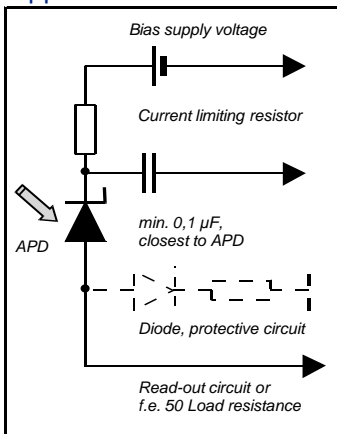 Bias supply voltage
Current limiting resistor
APD
min. 0,1 µF,
closest to APD
Diode, protective circuit
Read-out circuit or
f.e. 50 Load resistance